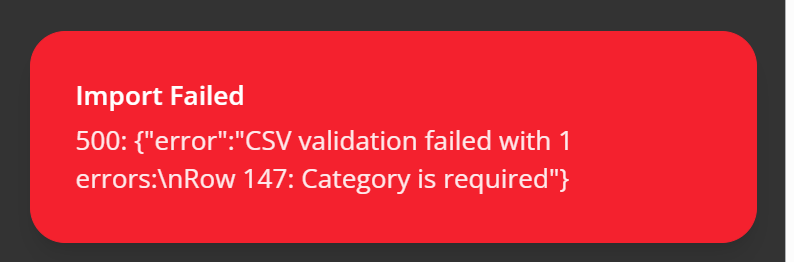 Import Failed
500: {"error":"CSV validation failed with 1
errors:\nRow 147: Category is required"}